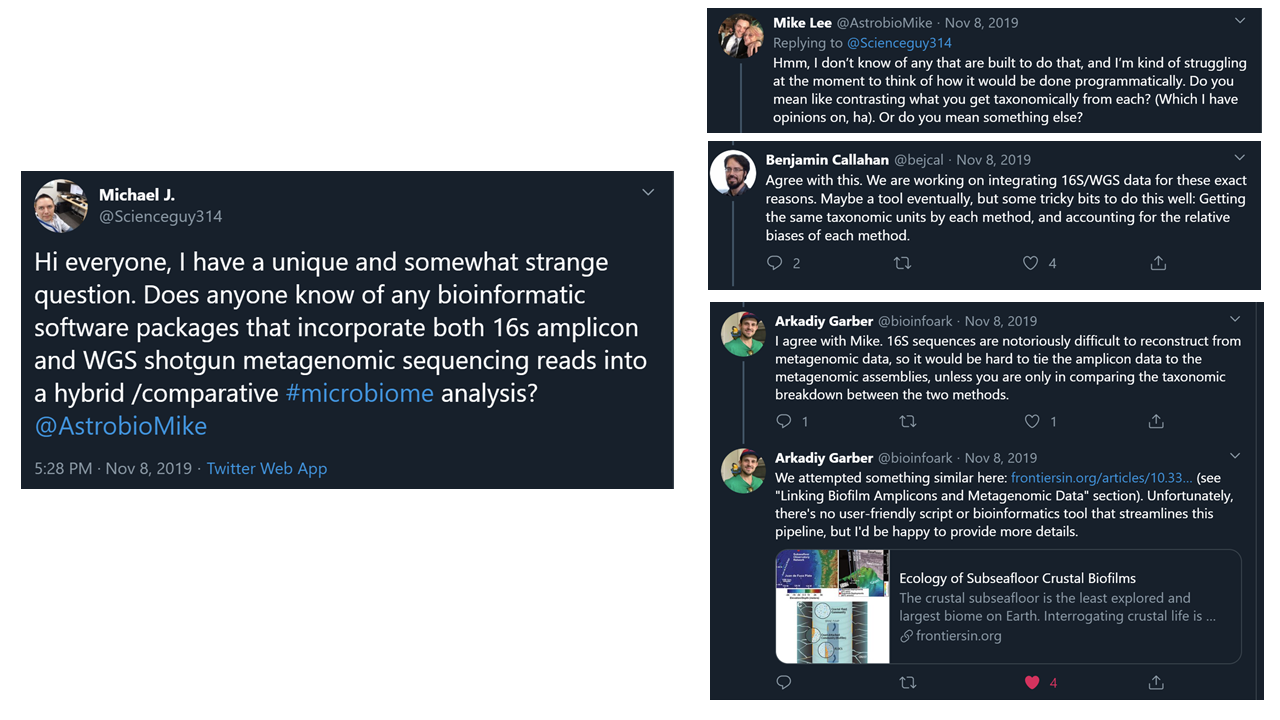 Michael J.
@Scienceguy314
Hi everyone, I have a unique and somewhat strange
question. Does anyone know of any bioinformatic
software packages that incorporate both 16s amplicon
and WGS shotgun metagenomic sequencing reads into
a hybrid /comparative #microbiome analysis?
@AstrobioMike
5:28 PM · Nov 8, 2019 · Twitter Web App
Mike Lee @AstrobioMike · Nov 8, 2019
Replying to @Scienceguy314
Hmm, I don’t know of any that are built to do that, and I’m kind of struggling
at the moment to think of how it would be done programmatically. Do you
mean like contrasting what you get taxonomically from each? (Which I have
opinions on, ha). Or do you mean something else?
Benjamin Callahan @bejcal · Nov 8, 2019
Agree with this. We are working on integrating 16S/WGS data for these exact
reasons. Maybe a tool eventually, but some tricky bits to do this well: Getting
the same taxonomic units by each method, and accounting for the relative
biases of each method.
2 4
Arkadiy Garber @bioinfoark · Nov 8, 2019
I agree with Mike. 16S sequences are notoriously difficult to reconstruct from
metagenomic data, so it would be hard to tie the amplicon data to the
metagenomic assemblies, unless you are only in comparing the taxonomic
breakdown between the two methods.
1 1
Arkadiy Garber @bioinfoark · Nov 8, 2019
We attempted something similar here: frontiersin.org/articles/10.33... (see
"Linking Biofilm Amplicons and Metagenomic Data" section). Unfortunately,
there's no user-friendly script or bioinformatics tool that streamlines this
pipeline, but I'd be happy to provide more details.
Ecology of Subseafloor Crustal Biofilms
The crustal subseafloor is the least explored and
largest biome on Earth. Interrogating crustal life is ...
frontiersin.org
4